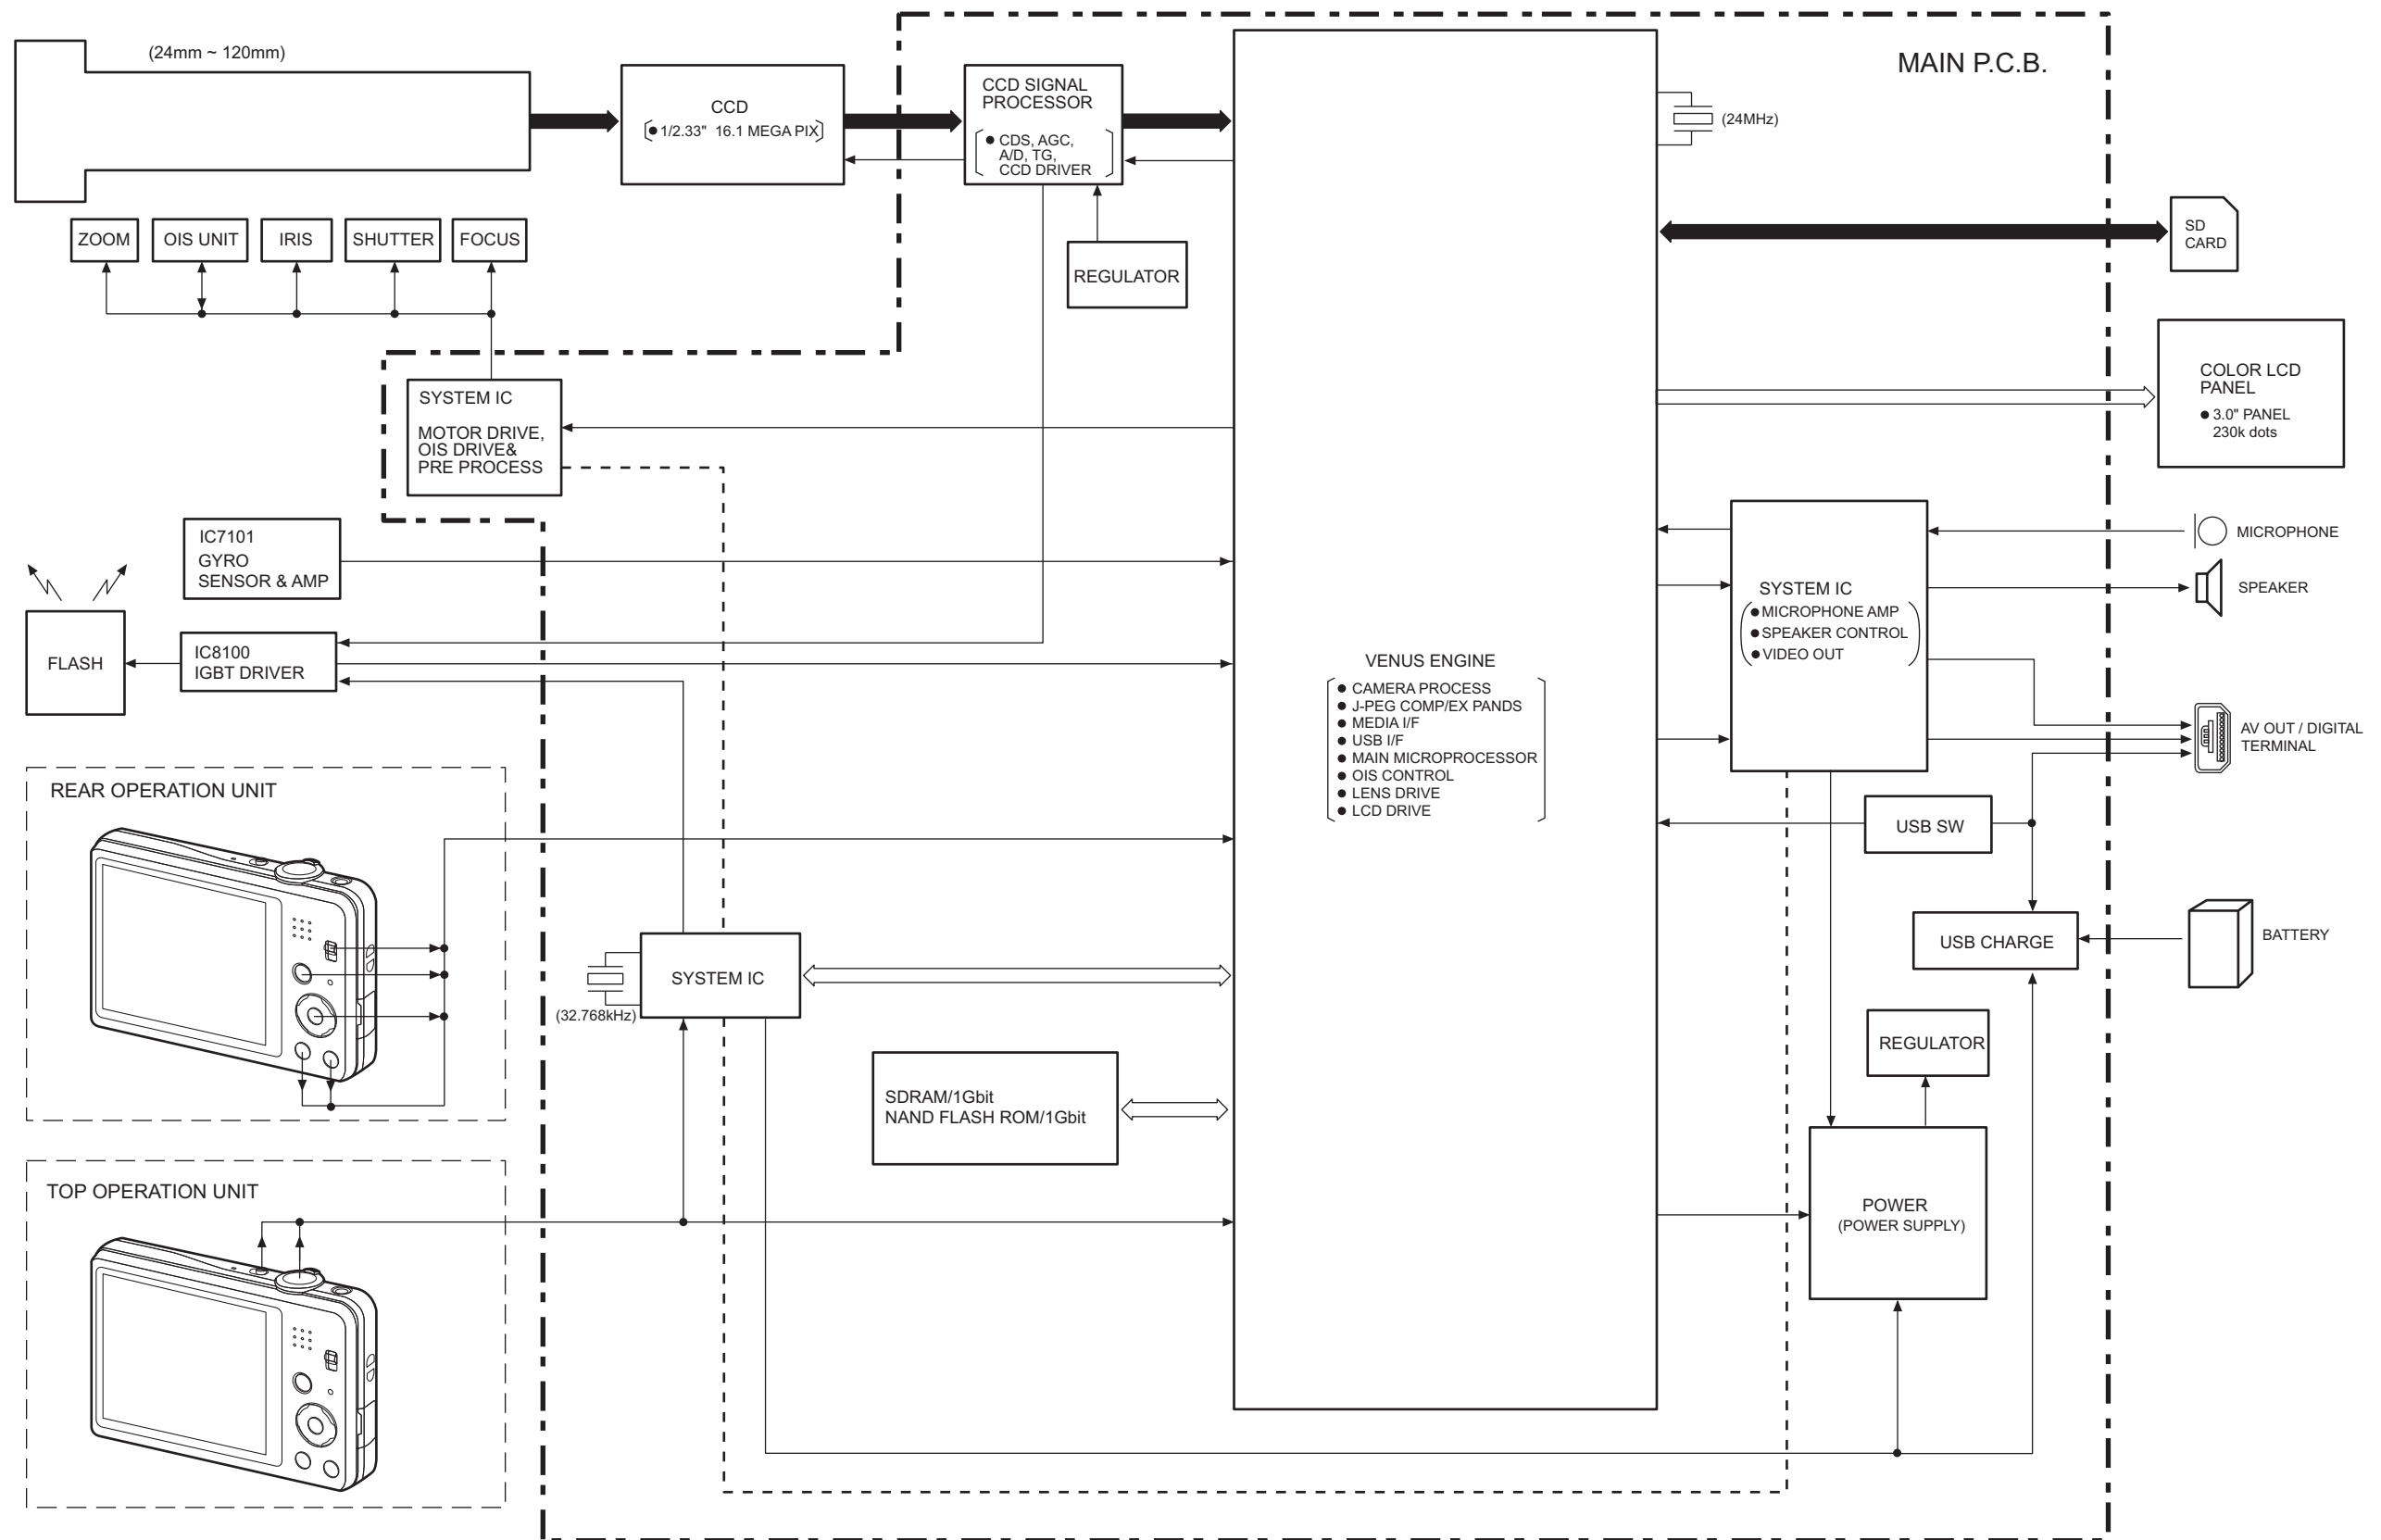 MAIN P.C.B.
(24mm ~ 120mm)
CCD
● 1/2.33" 16.1 MEGA PIX
CCD SIGNAL
PROCESSOR
● CDS, AGC,
A/D, TG,
CCD DRIVER
(24MHz)
ZOOM
OIS UNIT
IRIS
SHUTTER
FOCUS
REGULATOR
SD
CARD
SYSTEM IC
MOTOR DRIVE,
OIS DRIVE&
PRE PROCESS
COLOR LCD
PANEL
● 3.0" PANEL
230k dots
IC7101
GYRO
SENSOR & AMP
FLASH
IC8100
IGBT DRIVER
VENUS ENGINE
● CAMERA PROCESS
● J-PEG COMP/EX PANDS
● MEDIA I/F
● USB I/F
● MAIN MICROPROCESSOR
● OIS CONTROL
● LENS DRIVE
● LCD DRIVE
SYSTEM IC
● MICROPHONE AMP
● SPEAKER CONTROL
● VIDEO OUT
MICROPHONE
SPEAKER
AV OUT / DIGITAL
TERMINAL
REAR OPERATION UNIT
USB SW
USB CHARGE
BATTERY
SYSTEM IC
(32.768kHz)
REGULATOR
SDRAM/1Gbit
NAND FLASH ROM/1Gbit
TOP OPERATION UNIT
POWER
(POWER SUPPLY)